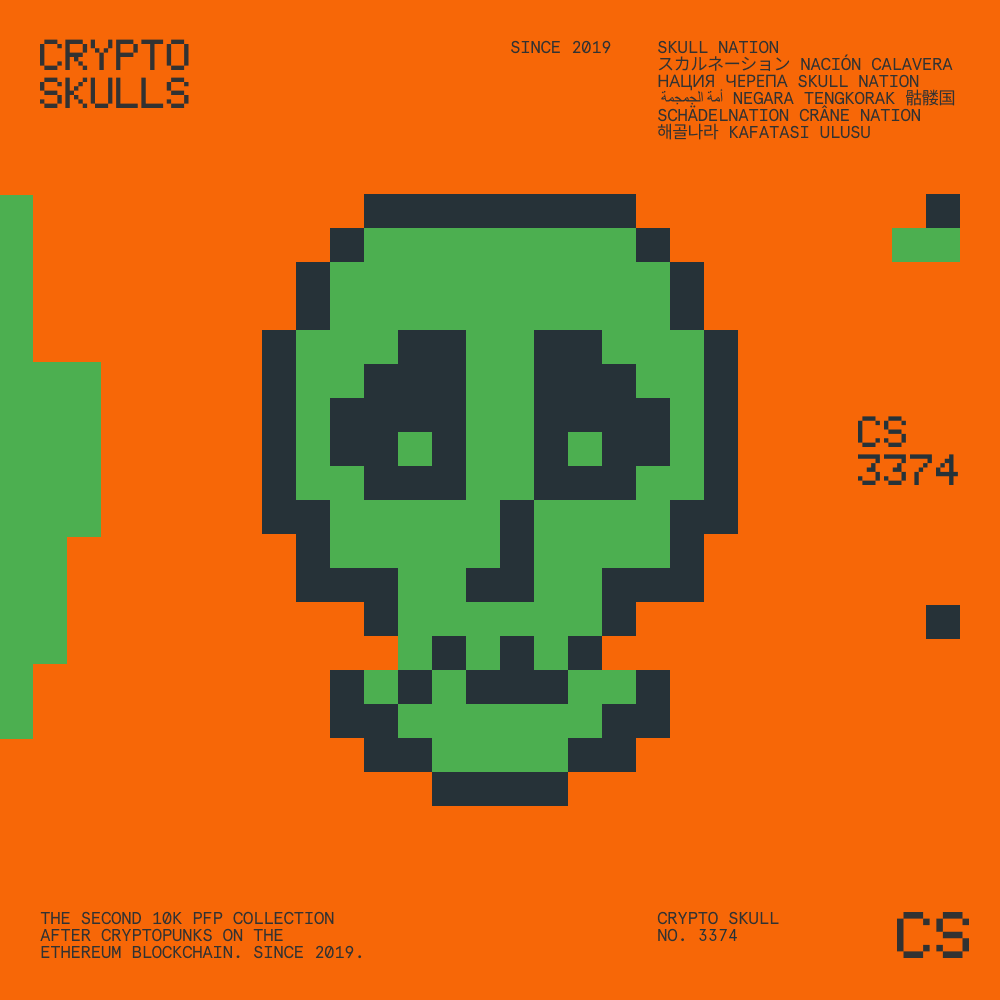 CRYPTO
SKULLS
SINCE 2019
SKULL NATION
スカルネーション NACIÓN CALAVERA
НАЦИЯ ЧЕРЕПА SKULL NATION
أمة الجمجمة NEGARA TENGKORAK 骷髅国
SCHÄDELNATION CRÂNE NATION
해골나라 KAFATASI ULUSU
CS
3374
THE SECOND 10K PFP COLLECTION
AFTER CRYPTOPUNKS ON THE
ETHEREUM BLOCKCHAIN. SINCE 2019.
CRYPTO SKULL
NO. 3374
CS